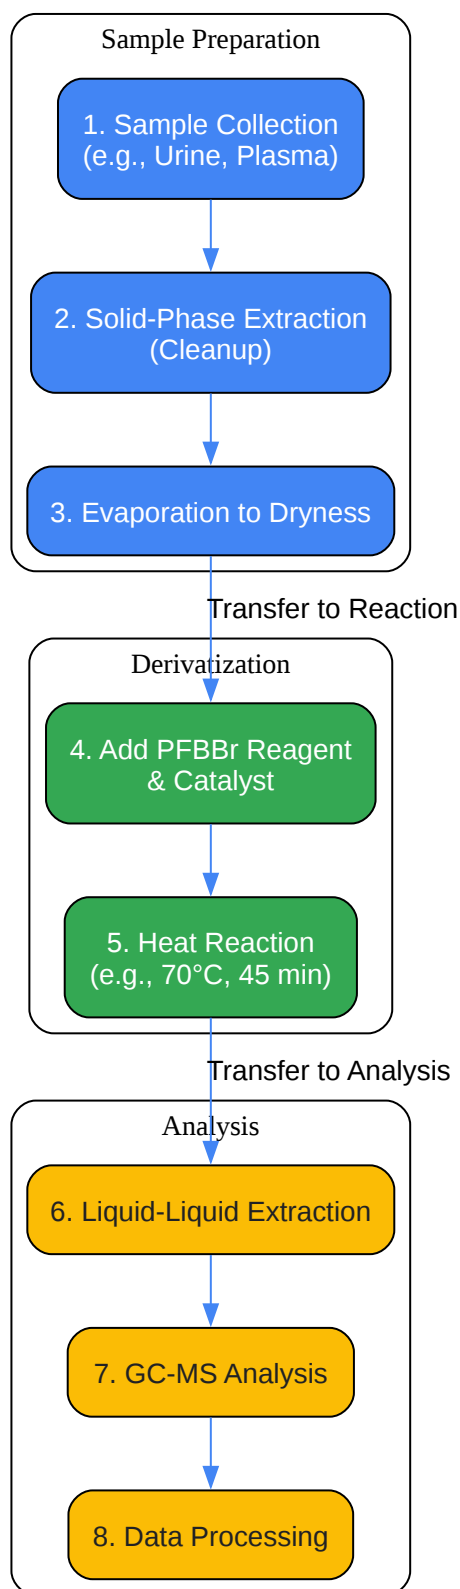 Sample Preparation
1. Sample Collection
(e.g., Urine, Plasma)
2. Solid-Phase Extraction
(Cleanup)
3. Evaporation to Dryness
Transfer to Reaction
Derivatization
4. Add PFBBr Reagent
& Catalyst
5. Heat Reaction
(e.g., 70°C, 45 min)
Transfer to Analysis
Analysis
6. Liquid-Liquid Extraction
7. GC-MS Analysis
8. Data Processing